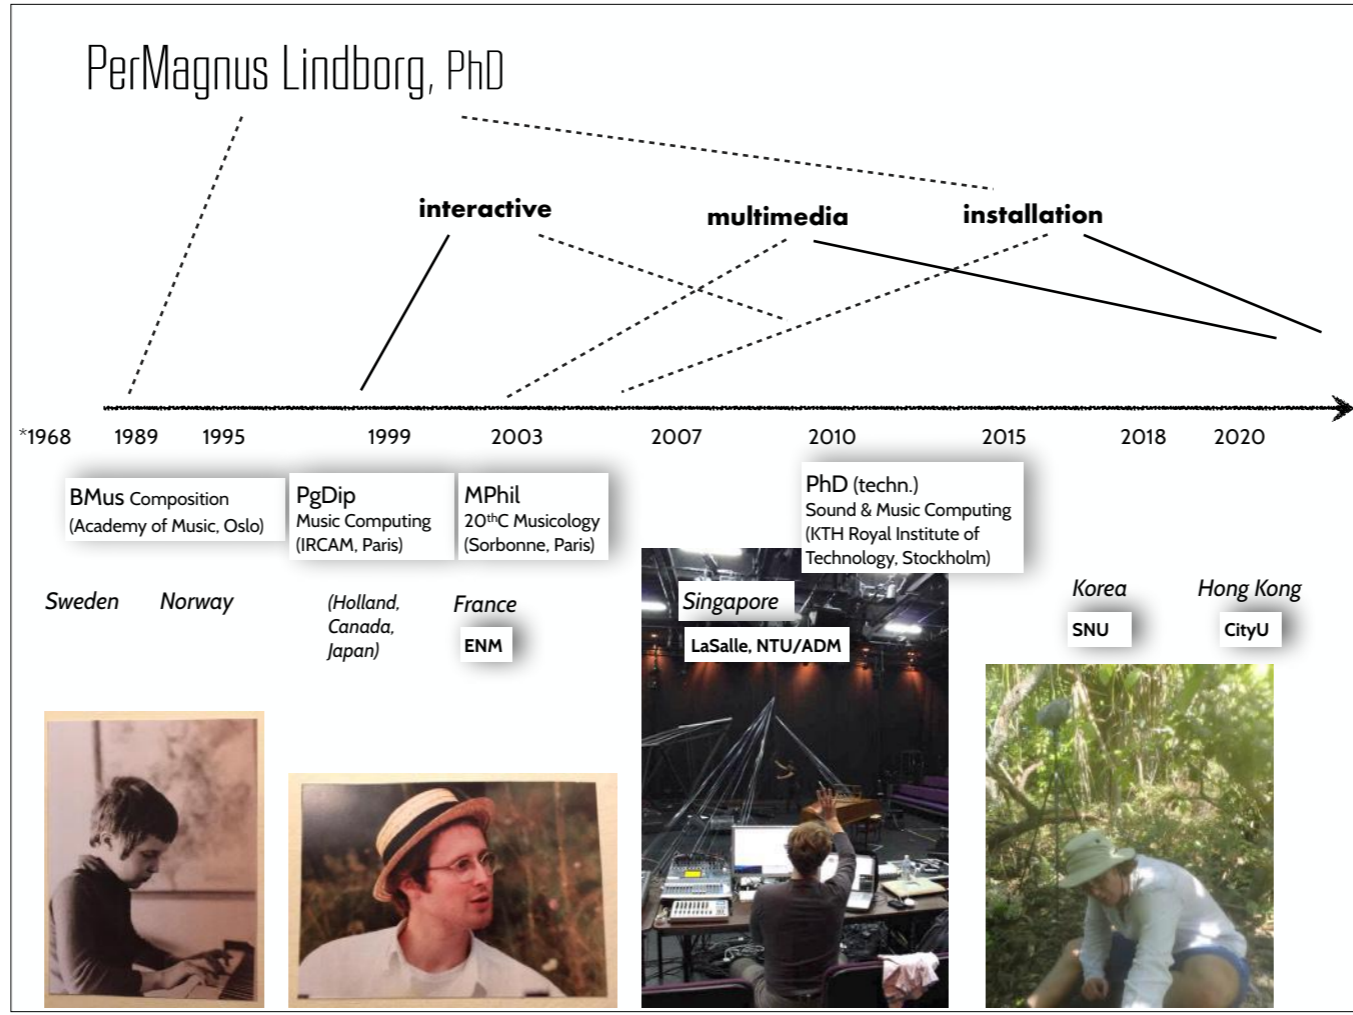 PerMagnus Lindborg, PhD
interactive
multimedia
installation
*1968 1989 1995 1999 2003 2007 2010 2015 2018 2020
BMus Composition
(Academy of Music, Oslo)
PgDip
Music Computing
(IRCAM, Paris)
MPhil
20thC Musicology
(Sorbonne, Paris)
PhD (techn.)
Sound & Music Computing
(KTH Royal Institute of
Technology, Stockholm)
Sweden
Norway
(Holland,
Canada,
Japan)
France
ENM
Singapore
LaSalle, NTU/ADM
Korea
SNU
Hong Kong
CityU